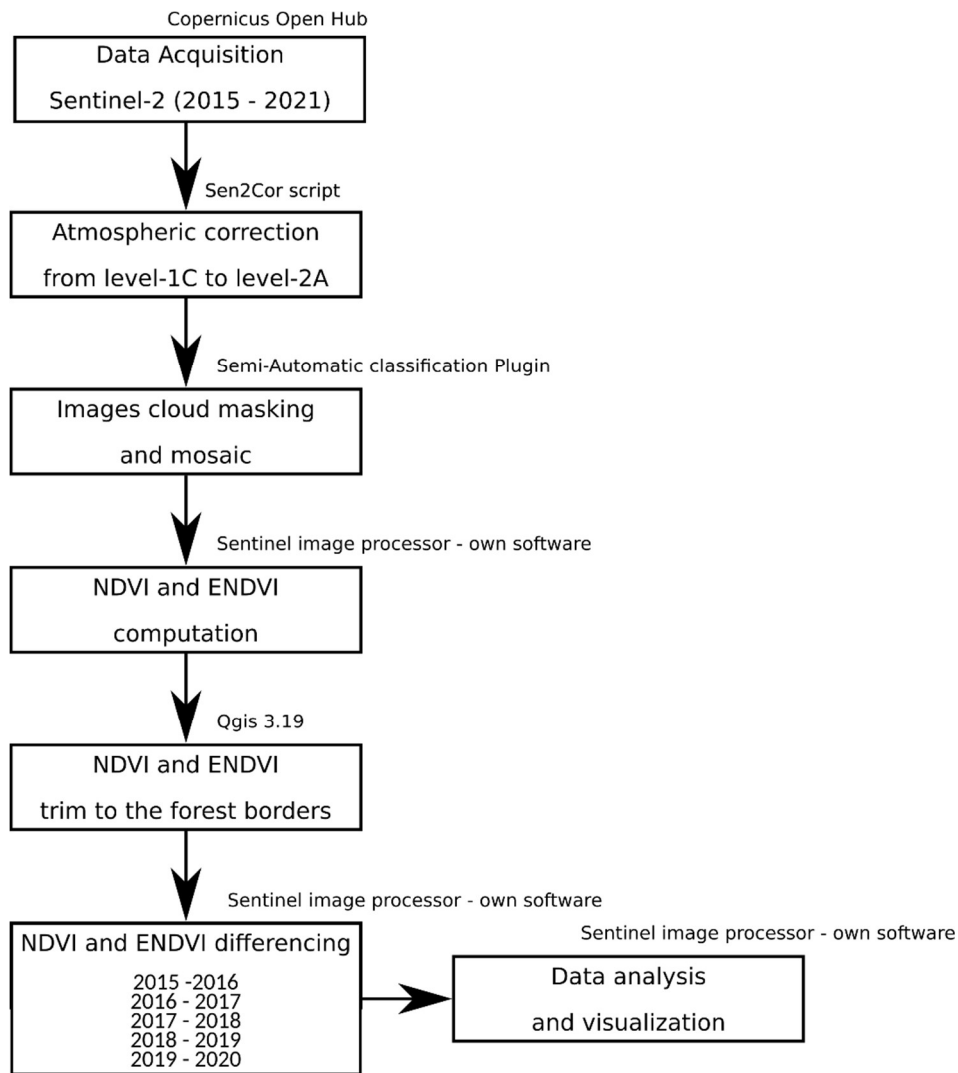 Copernicus Open Hub
Data Acquisition
Sentinel-2 (2015 - 2021)
Sen2Cor script
Atmospheric correction
from level-1C to level-2A
Semi-Automatic classification Plugin
Images cloud masking
and mosaic
Sentinel image processor - own software
NDVI and ENDVI
computation
Qgis 3.19
NDVI and ENDVI
trim to the forest borders
Sentinel image processor - own software
NDVI and ENDVI differencing
2015 -2016
2016 - 2017
2017 - 2018
2018 - 2019
2019 - 2020
Sentinel image processor - own software
Data analysis
and visualization